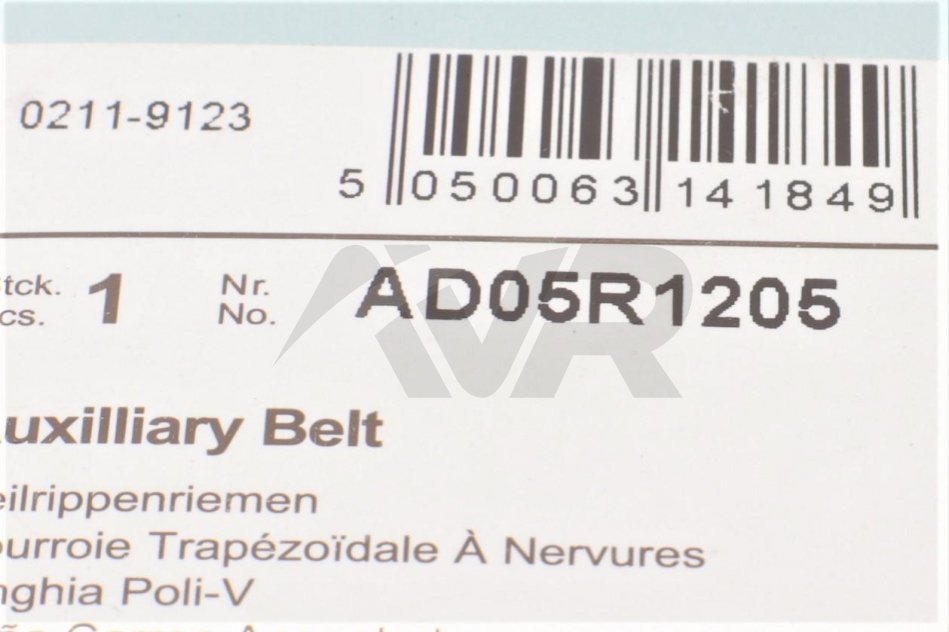 0211-9123
5 050063 141849
tck. 1 Nr. AD05R1205
cs. No.
uxilliary Belt
eilrippenriemen
ourroie Trapézoïdale À Nervures
nghia Poli-V
AVR